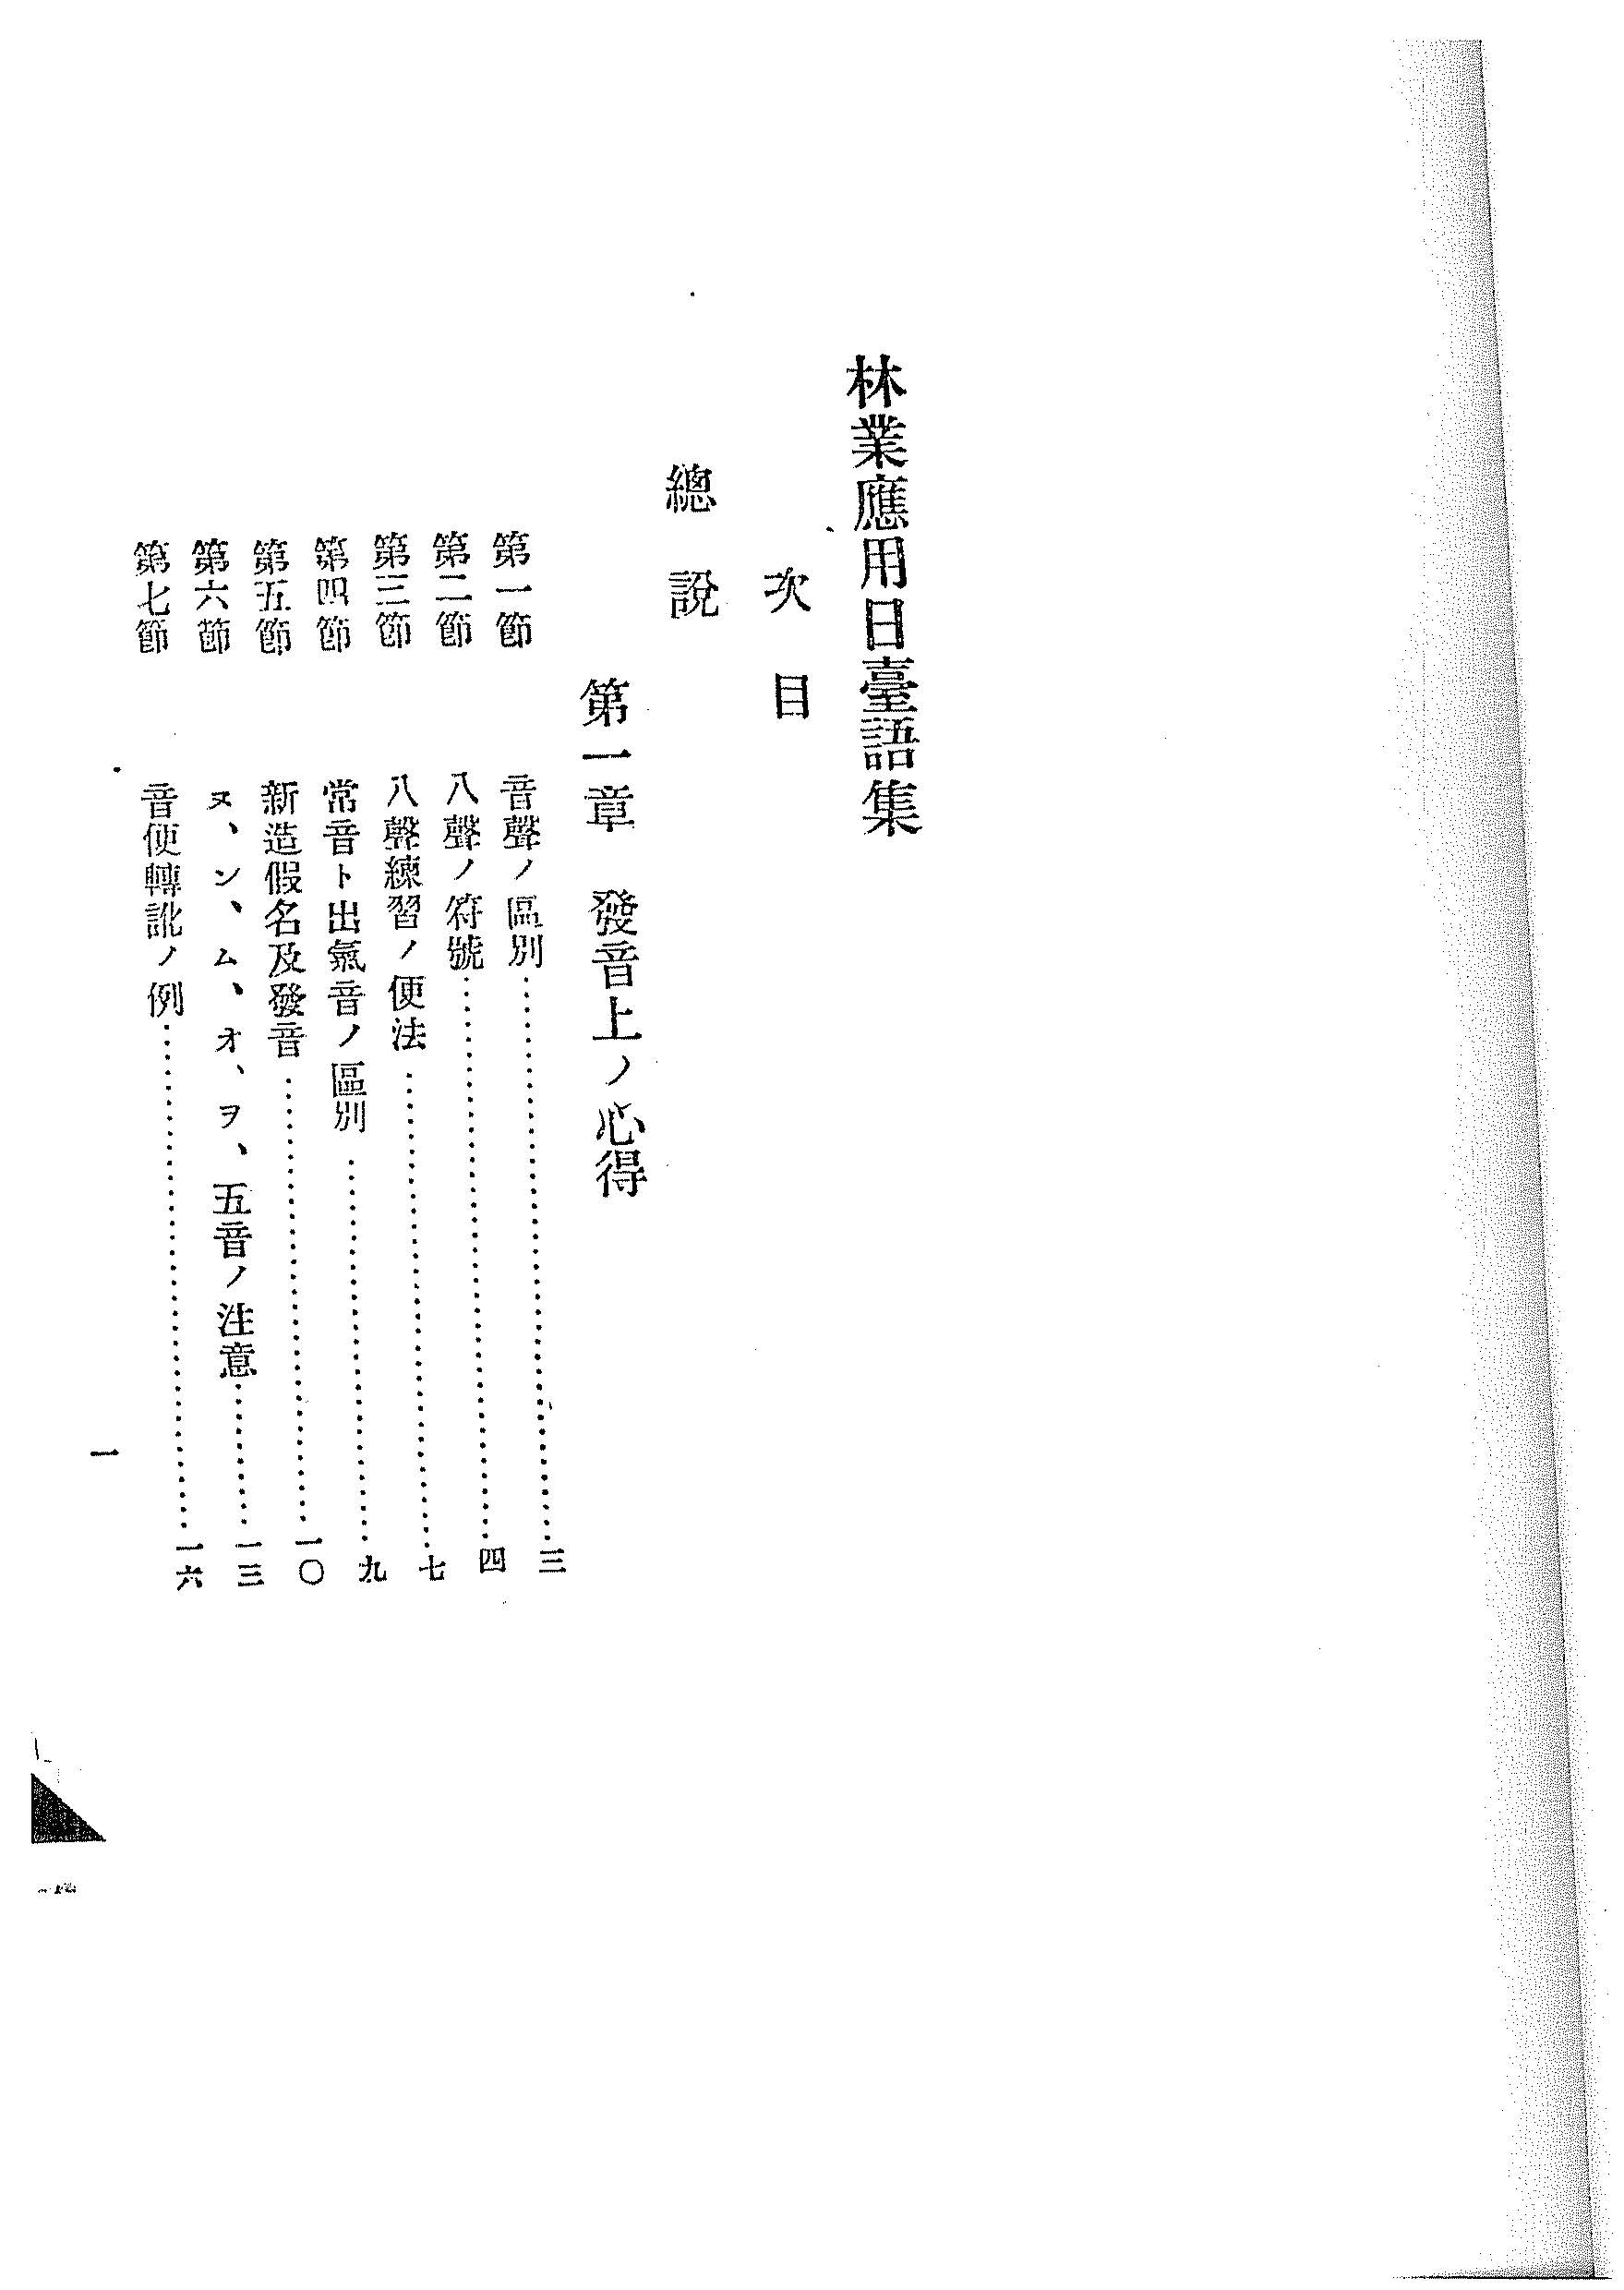 林業應用日臺語集
次目
總說
第一章 發音上ノ心得
第一節 音聲ノ區別……三
第二節 八聲ノ符號……四
第三節 八聲練習ノ便法……七
第四節 常音ト出氣音ノ區別……九
第五節 新造假名及發音……一〇
第六節 ヌ、ン、ム、オ、ヲ、五音ノ注意……一三
第七節 音便轉訛ノ例……一六
一